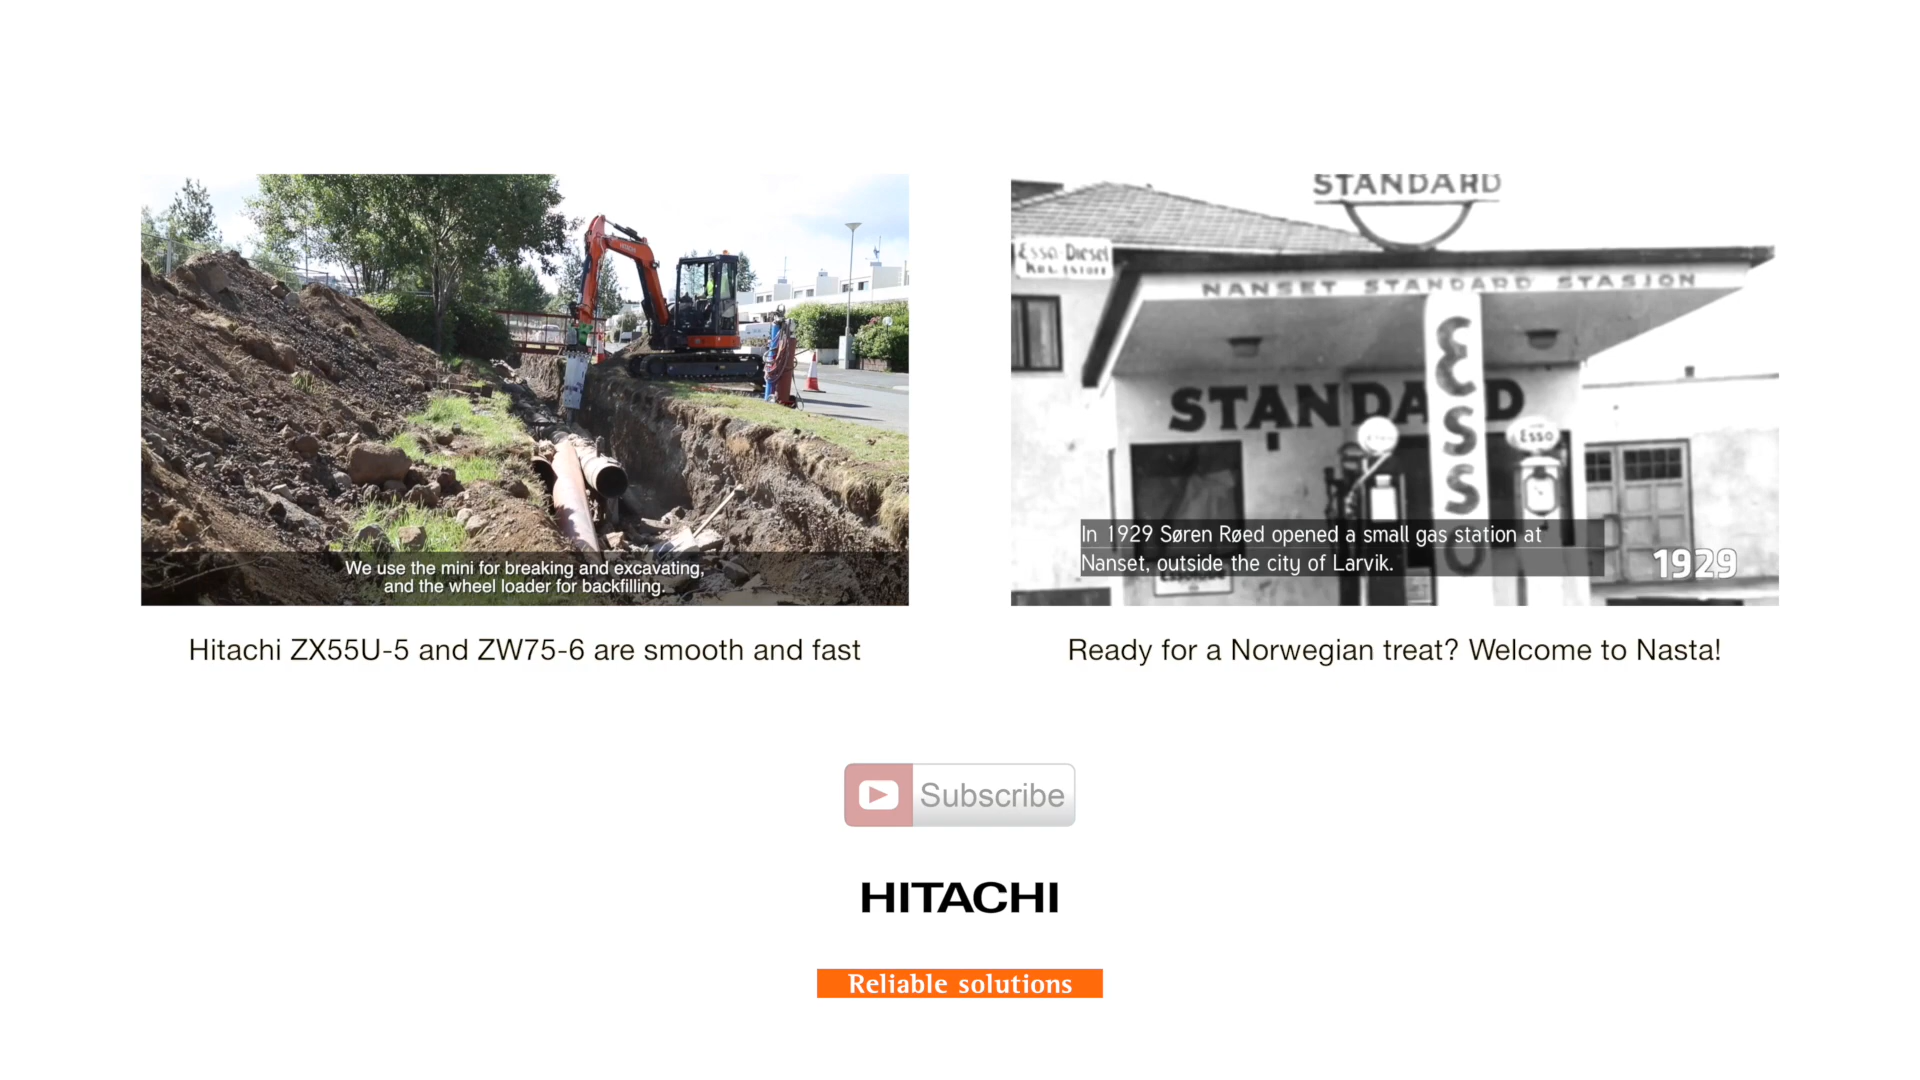 We use the mini for breaking and excavating,
and the wheel loader for backfilling.
Hitachi ZX55U-5 and ZW75-6 are smooth and fast
STANDARD
Esso-Diesel
NANSET STANDARD STASJON
STANDARD
ESSO
Esso
In 1929 Søren Røed opened a small gas station at
Nanset, outside the city of Larvik.
1929
Ready for a Norwegian treat? Welcome to Nasta!
Subscribe
HITACHI
Reliable solutions